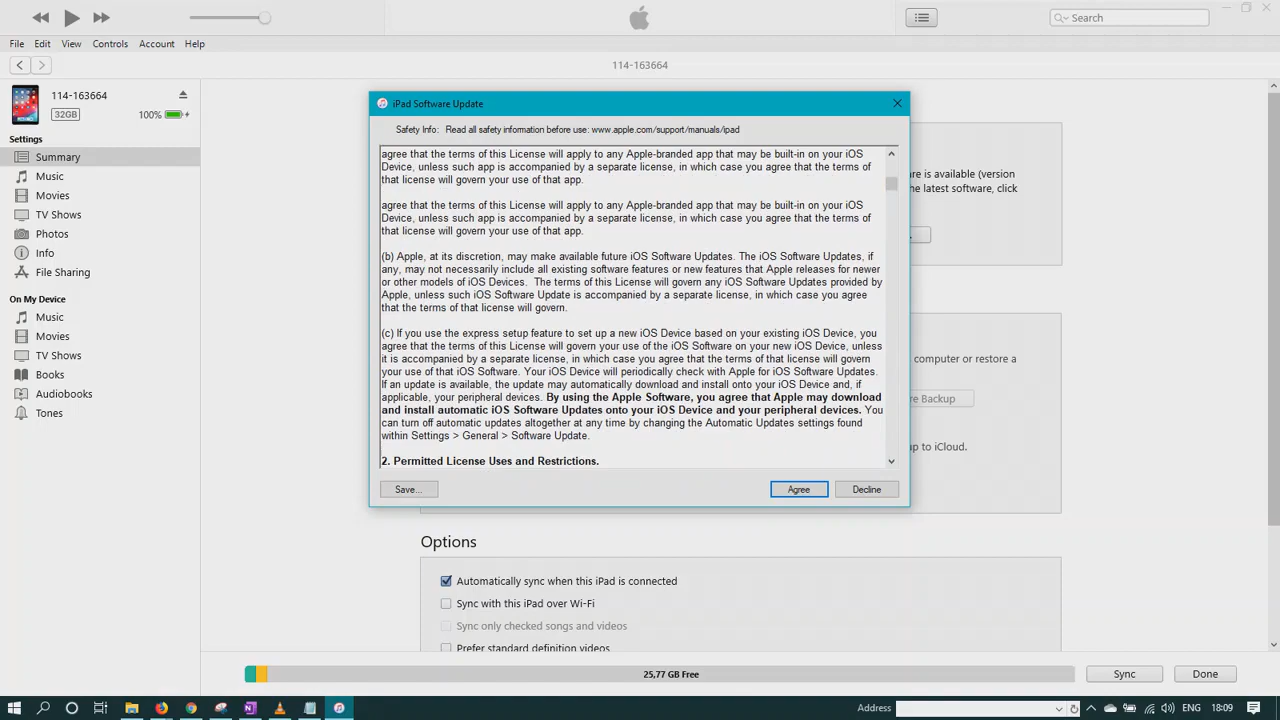 Search
File Edit View Controls Account Help
114-163664
114-163664
32GB
100%
Settings
Summary
Music
Movies
TV Shows
Photos
Info
File Sharing
On My Device
Music
Movies
TV Shows
Books
Audiobooks
Tones
iPad Software Update
Safety Info: Read all safety information before use: www.apple.com/support/manuals/ipad
agree that the terms of this License will apply to any Apple-branded app that may be built-in on your iOS
Device, unless such app is accompanied by a separate license, in which case you agree that the terms of
that license will govern your use of that app.
agree that the terms of this License will apply to any Apple-branded app that may be built-in on your iOS
Device, unless such app is accompanied by a separate license, in which case you agree that the terms of
that license will govern your use of that app.
(b) Apple, at its discretion, may make available future iOS Software Updates. The iOS Software Updates, if
any, may not necessarily include all existing software features or new features that Apple releases for newer
or other models of iOS Devices. The terms of this License will govern any iOS Software Updates provided by
Apple, unless such iOS Software Update is accompanied by a separate license, in which case you agree
that the terms of that license will govern.
(c) If you use the express setup feature to set up a new iOS Device based on your existing iOS Device, you
agree that the terms of this License will govern your use of the iOS Software on your new iOS Device, unless
it is accompanied by a separate license, in which case you agree that the terms of that license will govern
your use of that iOS Software. Your iOS Device will periodically check with Apple for iOS Software Updates.
If an update is available, the update may automatically download and install onto your iOS Device and, if
applicable, your peripheral devices. By using the Apple Software, you agree that Apple may download
and install automatic iOS Software Updates onto your iOS Device and your peripheral devices. You
can turn off automatic updates altogether at any time by changing the Automatic Updates settings found
within Settings > General > Software Update.
2. Permitted License Uses and Restrictions.
Save... Agree Decline
are is available (version
the latest software, click
computer or restore a
re Backup
up to iCloud.
Options
Automatically sync when this iPad is connected
Sync with this iPad over Wi-Fi
Sync only checked songs and videos
Prefer standard definition videos
25,77 GB Free
Sync Done
Address
ENG 18:09